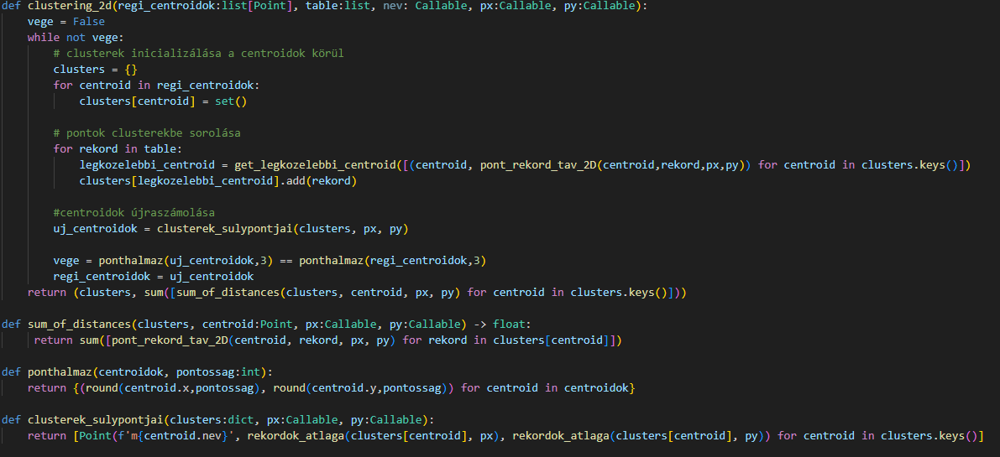 def clustering_2d(regi_centroidok:list[Point], table:list, nev: Callable, px:Callable, py:Callable):
    vege = False
    while not vege:
        # clusterek inicializálása a centroidok körül
        clusters = {}
        for centroid in regi_centroidok:
            clusters[centroid] = set()

        # pontok clusterekbe sorolása
        for rekord in table:
            legkozelebbi_centroid = get_legkozelebbi_centroid([(centroid, pont_rekord_tav_2D(centroid,rekord,px,py)) for centroid in clusters.keys()])
            clusters[legkozelebbi_centroid].add(rekord)

        #centroidok újraszámolása
        uj_centroidok = clusterek_sulypontjai(clusters, px, py)

        vege = ponthalmaz(uj_centroidok,3) == ponthalmaz(regi_centroidok,3)
        regi_centroidok = uj_centroidok
    return (clusters, sum([sum_of_distances(clusters, centroid, px, py) for centroid in clusters.keys()]))

def sum_of_distances(clusters, centroid:Point, px:Callable, py:Callable) -> float:
     return sum([pont_rekord_tav_2D(centroid, rekord, px, py) for rekord in clusters[centroid]])

def ponthalmaz(centroidok, pontossag:int):
    return {(round(centroid.x,pontossag), round(centroid.y,pontossag)) for centroid in centroidok}

def clusterek_sulypontjai(clusters:dict, px:Callable, py:Callable):
    return [Point(f'm{centroid.nev}', rekordok_atlaga(clusters[centroid], px), rekordok_atlaga(clusters[centroid], py)) for centroid in clusters.keys()]